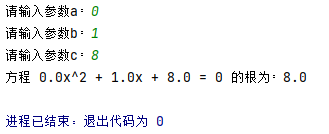 请输入参数a：0
请输入参数b：1
请输入参数c：8
方程 0.0x^2 + 1.0x + 8.0 = 0 的根为：8.0
进程已结束：退出代码为 0